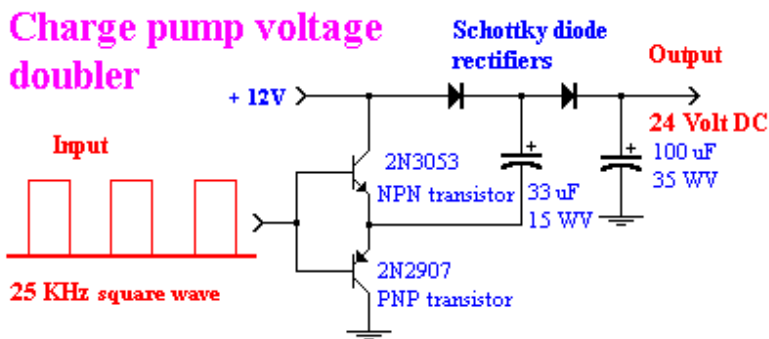 Charge pump voltage
doubler
Schottky diode
rectifiers
Output
+ 12V
24 Volt DC
Input
2N3053
NPN transistor
+
33 uF
15 WV
+
100 uF
35 WV
2N2907
PNP transistor
25 KHz square wave